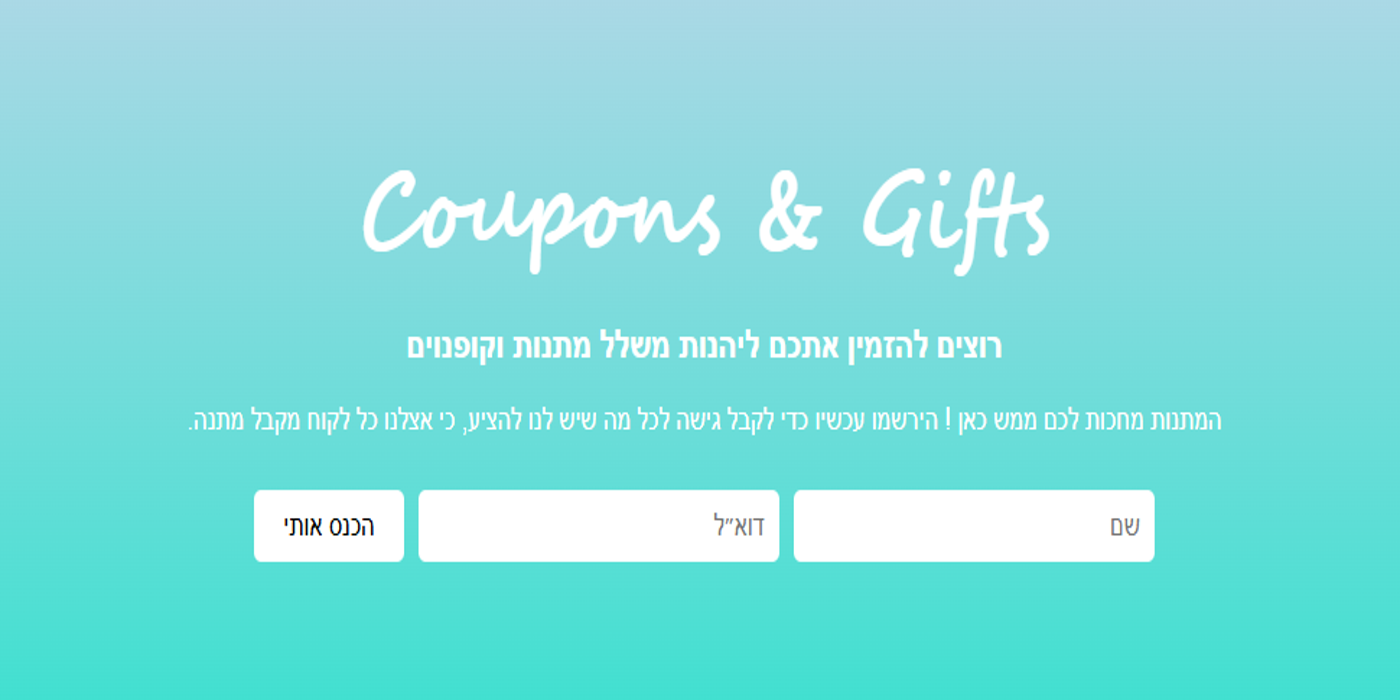 Coupons & Gifts
רוצים להזמין אתכם ליהנות משלל מתנות וקופנוים
המתנות מחכות לכם ממש כאן ! הירשמו עכשיו כדי לקבל גישה לכל מה שיש לנו להציע, כי אצלנו כל לקוח מקבל מתנה.
שם
דוא״ל
הכנס אותי